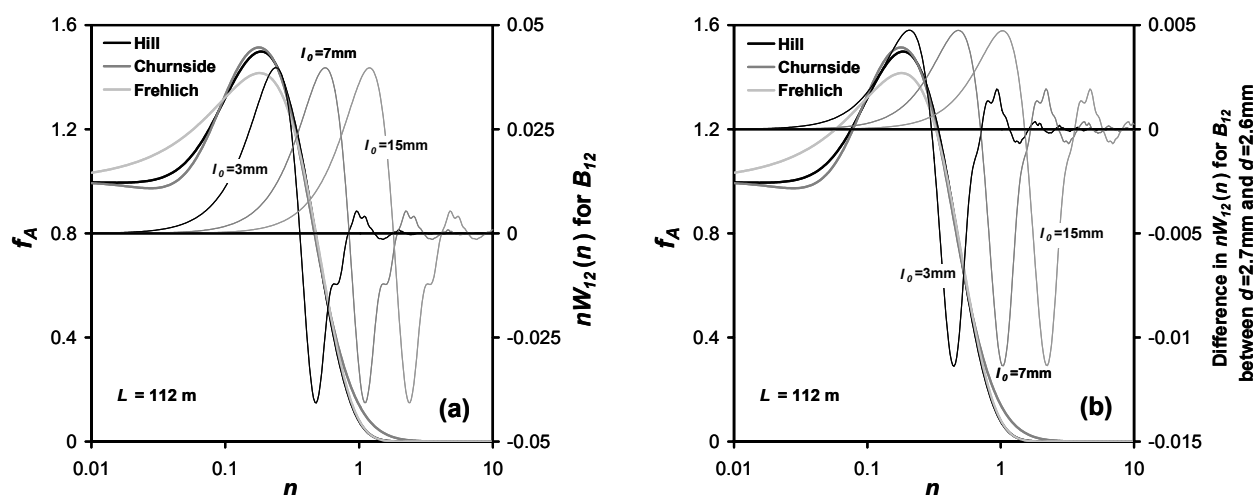 1.6
1.2
0.8
0.4
0
f_A
Hill
Churnside
Frehlich
l_0=7mm
l_0=3mm
l_0=15mm
L = 112 m
(a)
0.05
0.025
0
-0.025
-0.05
nW_12(n) for B_12
0.01 0.1 1 10
n
1.6
1.2
0.8
0.4
0
f_A
Hill
Churnside
Frehlich
l_0=15mm
l_0=3mm
l_0=7mm
L = 112 m
(b)
0.005
0
-0.005
-0.01
-0.015
Difference in nW_12(n) for B_12
between d=2.7mm and d=2.6mm
0.01 0.1 1 10
n